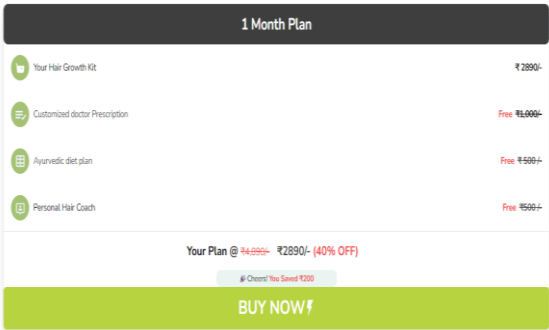 1 Month Plan
Your Hair Growth Kit ₹ 2890/-
Customized doctor Prescription Free ₹1,000/-
Ayurvedic diet plan Free ₹ 500 /-
Personal Hair Coach Free ₹500 /-
Your Plan @ ₹4,890/- ₹2890/- (40% OFF)
🎉 Cheers! You Saved ₹200
BUY NOW